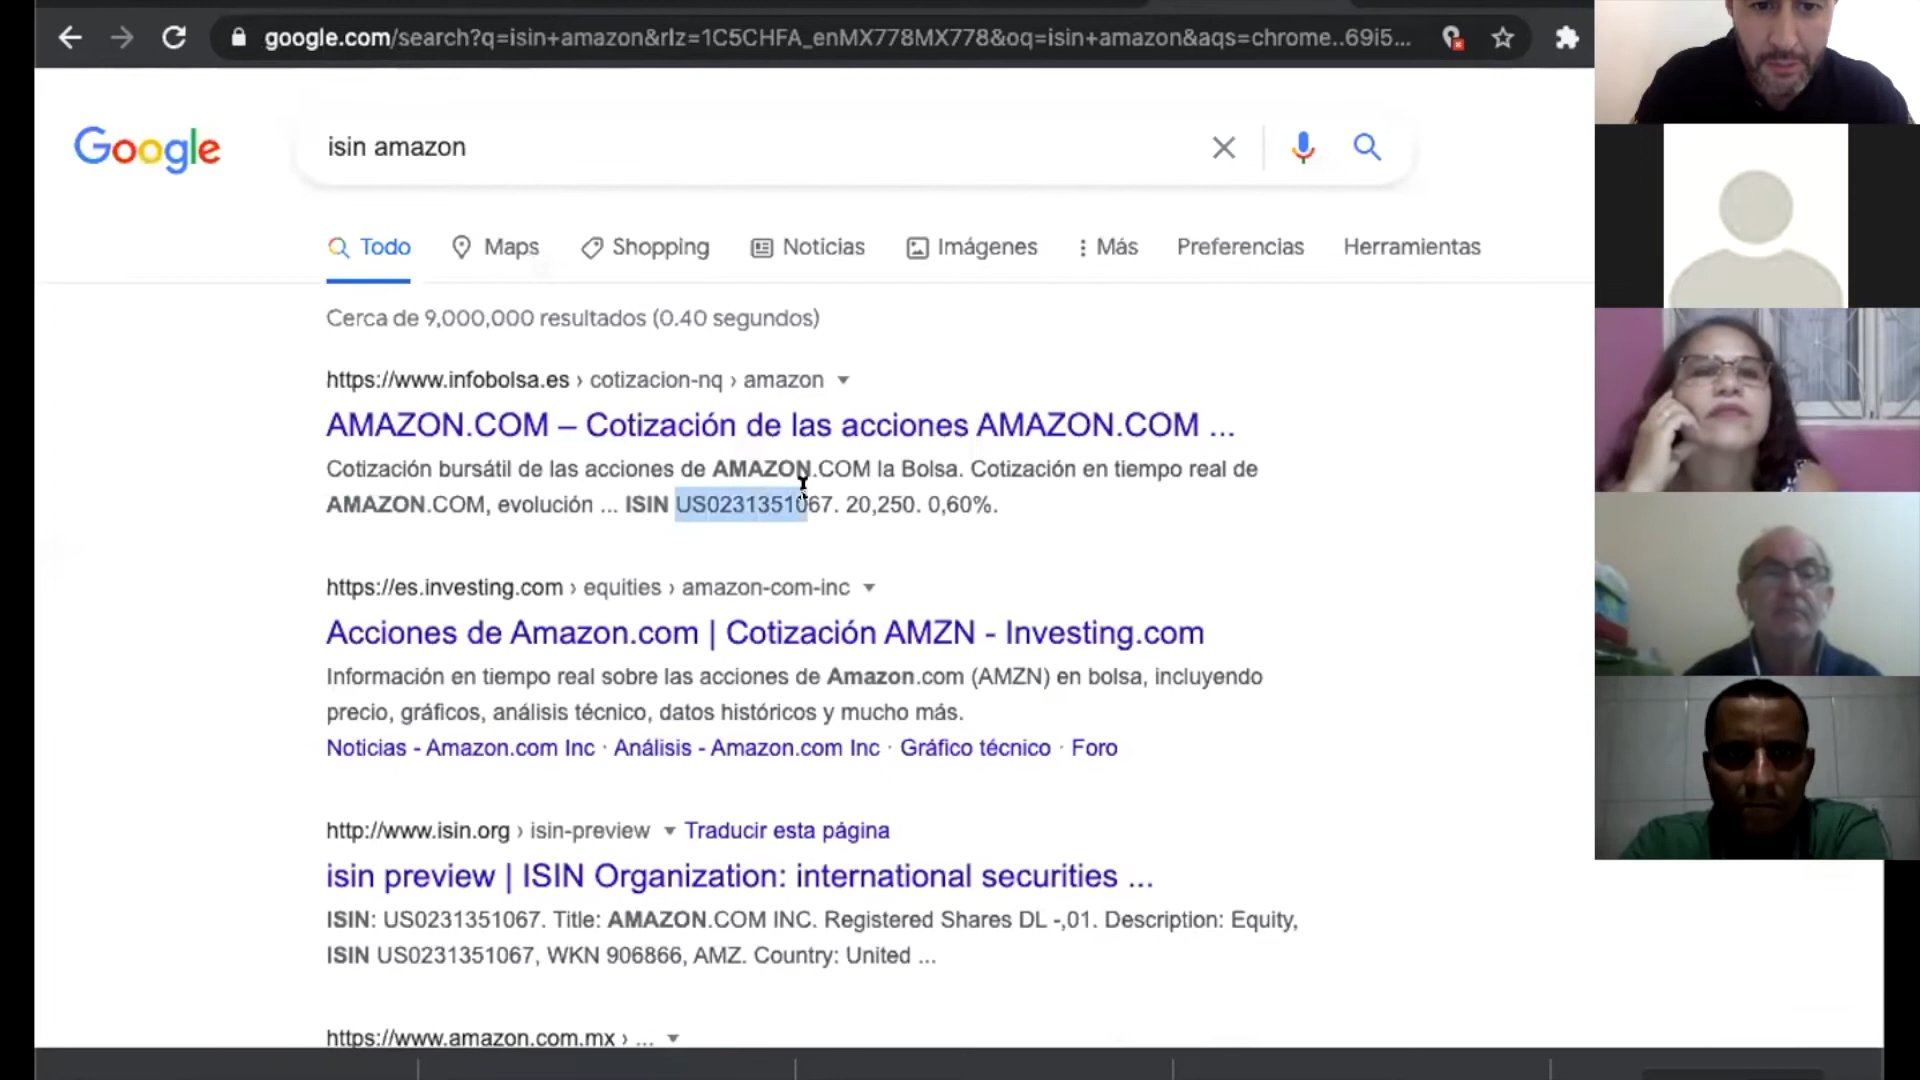 google.com/search?q=isin+amazon&rlz=1C5CHFA_enMX778MX778&oq=isin+amazon&aqs=chrome..69i5...
Google
isin amazon
Todo Maps Shopping Noticias Imágenes Más Preferencias Herramientas
Cerca de 9,000,000 resultados (0.40 segundos)
https://www.infobolsa.es › cotizacion-nq › amazon
AMAZON.COM – Cotización de las acciones AMAZON.COM ...
Cotización bursátil de las acciones de AMAZON.COM la Bolsa. Cotización en tiempo real de
AMAZON.COM, evolución ... ISIN US0231351067. 20,250. 0,60%.
https://es.investing.com › equities › amazon-com-inc
Acciones de Amazon.com | Cotización AMZN - Investing.com
Información en tiempo real sobre las acciones de Amazon.com (AMZN) en bolsa, incluyendo
precio, gráficos, análisis técnico, datos históricos y mucho más.
Noticias - Amazon.com Inc · Análisis - Amazon.com Inc · Gráfico técnico · Foro
http://www.isin.org › isin-preview Traducir esta página
isin preview | ISIN Organization: international securities ...
ISIN: US0231351067. Title: AMAZON.COM INC. Registered Shares DL -,01. Description: Equity,
ISIN US0231351067, WKN 906866, AMZ. Country: United ...
https://www.amazon.com.mx › ...